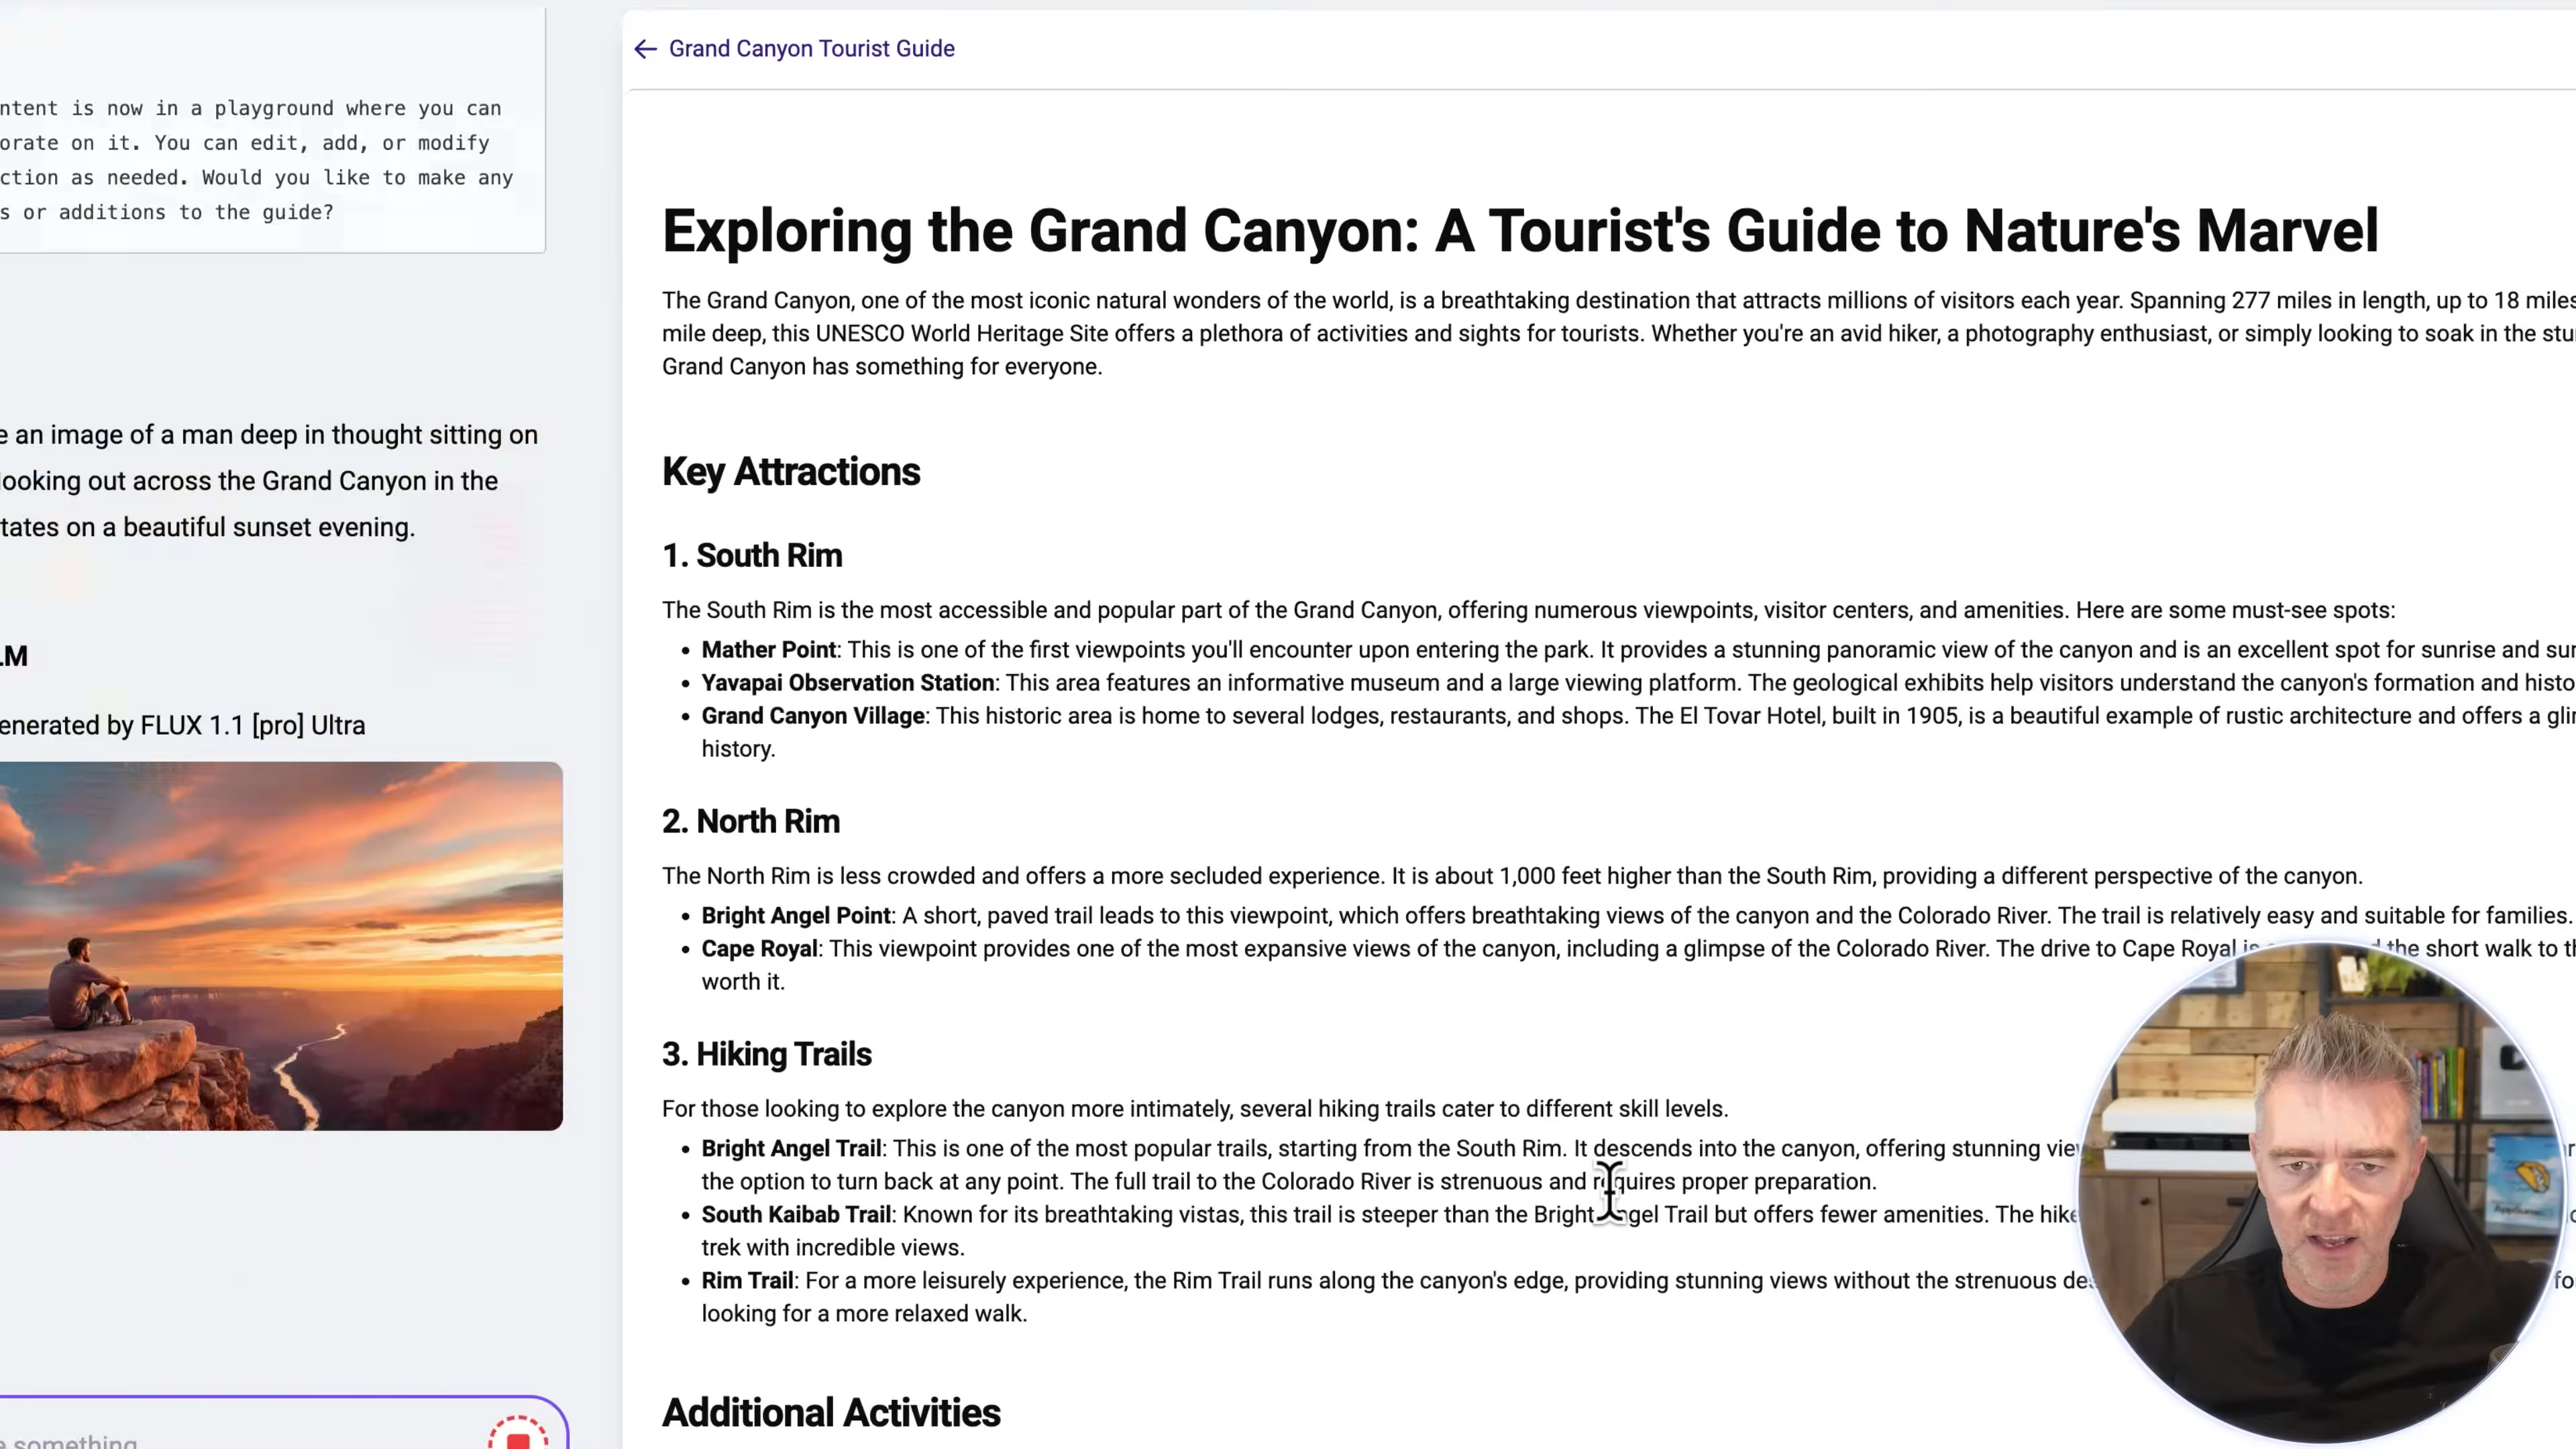 ntent is now in a playground where you can
orate on it. You can edit, add, or modify
ction as needed. Would you like to make any
s or additions to the guide?
e an image of a man deep in thought sitting on
looking out across the Grand Canyon in the
tates on a beautiful sunset evening.
LM
enerated by FLUX 1.1 [pro] Ultra
e something
← Grand Canyon Tourist Guide
Exploring the Grand Canyon: A Tourist's Guide to Nature's Marvel
The Grand Canyon, one of the most iconic natural wonders of the world, is a breathtaking destination that attracts millions of visitors each year. Spanning 277 miles in length, up to 18 miles
mile deep, this UNESCO World Heritage Site offers a plethora of activities and sights for tourists. Whether you're an avid hiker, a photography enthusiast, or simply looking to soak in the stu
Grand Canyon has something for everyone.
Key Attractions
1. South Rim
The South Rim is the most accessible and popular part of the Grand Canyon, offering numerous viewpoints, visitor centers, and amenities. Here are some must-see spots:
• Mather Point: This is one of the first viewpoints you'll encounter upon entering the park. It provides a stunning panoramic view of the canyon and is an excellent spot for sunrise and sun
• Yavapai Observation Station: This area features an informative museum and a large viewing platform. The geological exhibits help visitors understand the canyon's formation and histo
• Grand Canyon Village: This historic area is home to several lodges, restaurants, and shops. The El Tovar Hotel, built in 1905, is a beautiful example of rustic architecture and offers a glim
history.
2. North Rim
The North Rim is less crowded and offers a more secluded experience. It is about 1,000 feet higher than the South Rim, providing a different perspective of the canyon.
• Bright Angel Point: A short, paved trail leads to this viewpoint, which offers breathtaking views of the canyon and the Colorado River. The trail is relatively easy and suitable for families.
• Cape Royal: This viewpoint provides one of the most expansive views of the canyon, including a glimpse of the Colorado River. The drive to Cape Royal the short walk to th
worth it.
3. Hiking Trails
For those looking to explore the canyon more intimately, several hiking trails cater to different skill levels.
• Bright Angel Trail: This is one of the most popular trails, starting from the South Rim. It descends into the canyon, offering stunning vie
the option to turn back at any point. The full trail to the Colorado River is strenuous and requires proper preparation.
• South Kaibab Trail: Known for its breathtaking vistas, this trail is steeper than the Bright Angel Trail but offers fewer amenities. The hike
trek with incredible views.
• Rim Trail: For a more leisurely experience, the Rim Trail runs along the canyon's edge, providing stunning views without the strenuous des fo
looking for a more relaxed walk.
Additional Activities